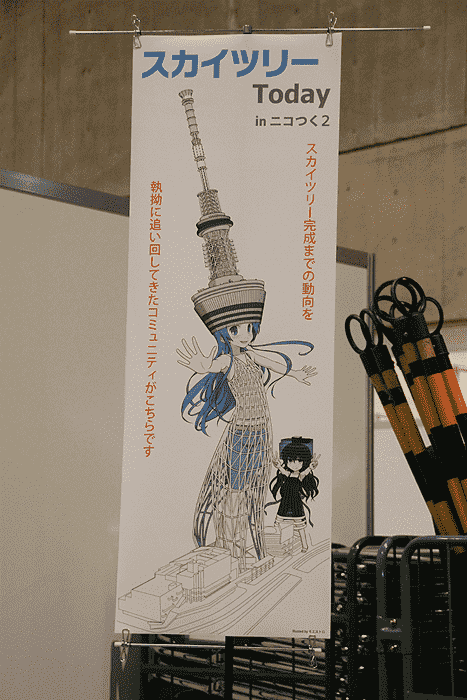 スカイツリー
Today
in ニコつく2
スカイツリー完成までの動向を
執拗に追い回してきたコミュニティがこちらです